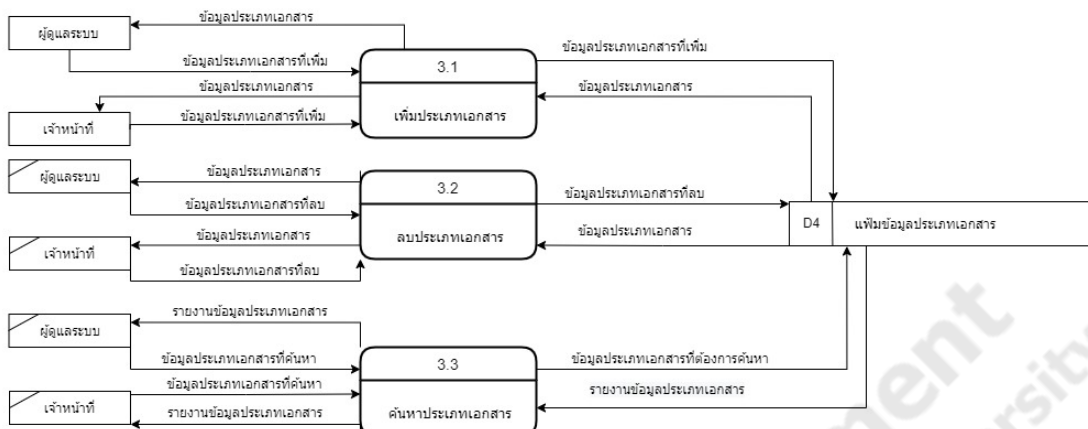 ข้อมูลประเภทเอกสาร
ผู้ดูแลระบบ
ข้อมูลประเภทเอกสารที่เพิ่ม
3.1
ข้อมูลประเภทเอกสารที่เพิ่ม
ข้อมูลประเภทเอกสาร
ข้อมูลประเภทเอกสาร
เพิ่มประเภทเอกสาร
ข้อมูลประเภทเอกสารที่เพิ่ม
เจ้าหน้าที่
ผู้ดูแลระบบ
ข้อมูลประเภทเอกสาร
3.2
ข้อมูลประเภทเอกสารที่ลบ
ข้อมูลประเภทเอกสารที่ลบ
D4
แฟ้มข้อมูลประเภทเอกสาร
ข้อมูลประเภทเอกสาร
ลบประเภทเอกสาร
ข้อมูลประเภทเอกสาร
เจ้าหน้าที่
ข้อมูลประเภทเอกสารที่ลบ
รายงานข้อมูลประเภทเอกสาร
ผู้ดูแลระบบ
ข้อมูลประเภทเอกสารที่ค้นหา
3.3
ข้อมูลประเภทเอกสารที่ต้องการค้นหา
ข้อมูลประเภทเอกสารที่ค้นหา
รายงานข้อมูลประเภทเอกสาร
เจ้าหน้าที่
รายงานข้อมูลประเภทเอกสาร
ค้นหาประเภทเอกสาร